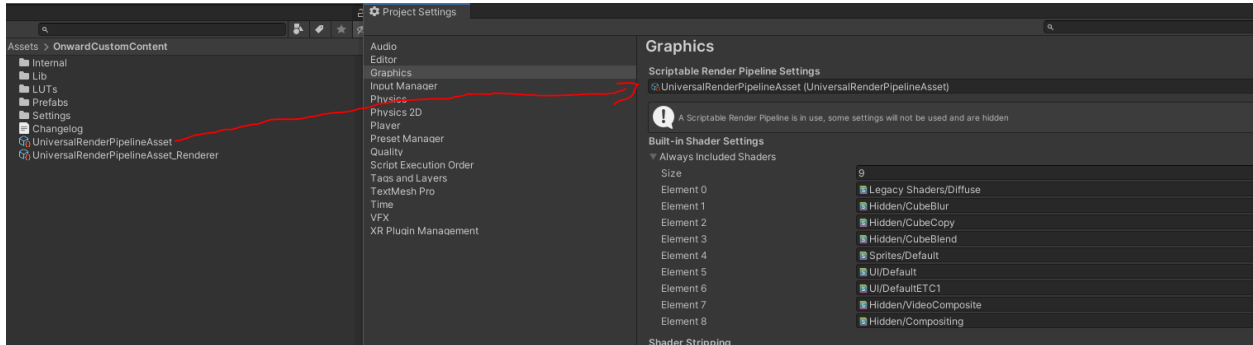 Project Settings
Assets > OnwardCustomContent
Internal
Lib
LUTs
Prefabs
Settings
Changelog
UniversalRenderPipelineAsset
UniversalRenderPipelineAsset_Renderer
Audio
Editor
Graphics
Input Manager
Physics
Physics 2D
Player
Preset Manager
Quality
Script Execution Order
Tags and Layers
TextMesh Pro
Time
VFX
XR Plugin Management
Graphics
Scriptable Render Pipeline Settings
UniversalRenderPipelineAsset (UniversalRenderPipelineAsset)
A Scriptable Render Pipeline is in use, some settings will not be used and are hidden
Built-in Shader Settings
Always Included Shaders
Size 9
Element 0 Legacy Shaders/Diffuse
Element 1 Hidden/CubeBlur
Element 2 Hidden/CubeCopy
Element 3 Hidden/CubeBlend
Element 4 Sprites/Default
Element 5 UI/Default
Element 6 UI/DefaultETC1
Element 7 Hidden/VideoComposite
Element 8 Hidden/Compositing
Shader Stripping